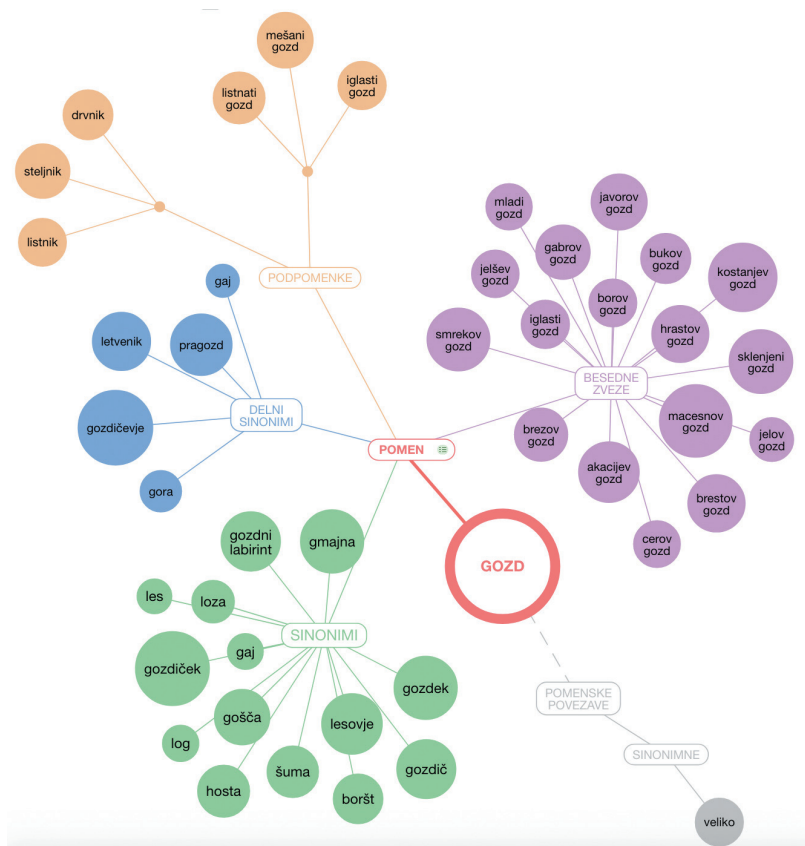 mešani
gozd
listnati
gozd
iglasti
gozd
drvnik
steljnik
listnik
PODPOMENKE
gaj
letvenik
pragozd
gozdičevje
DELNI
SINONIMI
gora
mladi
gozd
javorov
gozd
gabrov
gozd
bukov
gozd
jelšev
gozd
kostanjev
gozd
borov
gozd
iglasti
gozd
hrastov
gozd
smrekov
gozd
sklenjeni
gozd
BESEDNE
ZVEZE
macesnov
gozd
brezov
gozd
jelov
gozd
akacijev
gozd
brestov
gozd
cerov
gozd
POMEN
GOZD
gozdni
labirint
gmajna
les
loza
SINONIMI
gaj
gozdiček
gozdek
gošča
lesovje
log
gozdič
šuma
hosta
boršt
POMENSKE
POVEZAVE
SINONIMNE
veliko